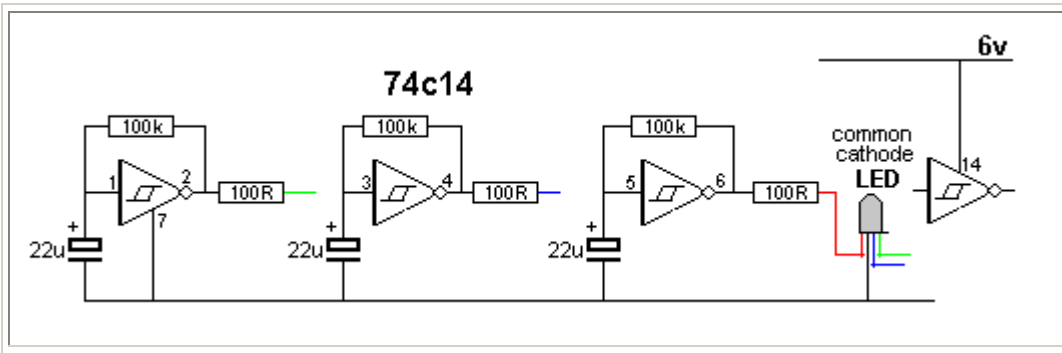 6v
74c14
100k
100k
100k
common
cathode
LED
14
1
2
100R
3
4
100R
5
6
100R
7
+
22u
+
22u
+
22u